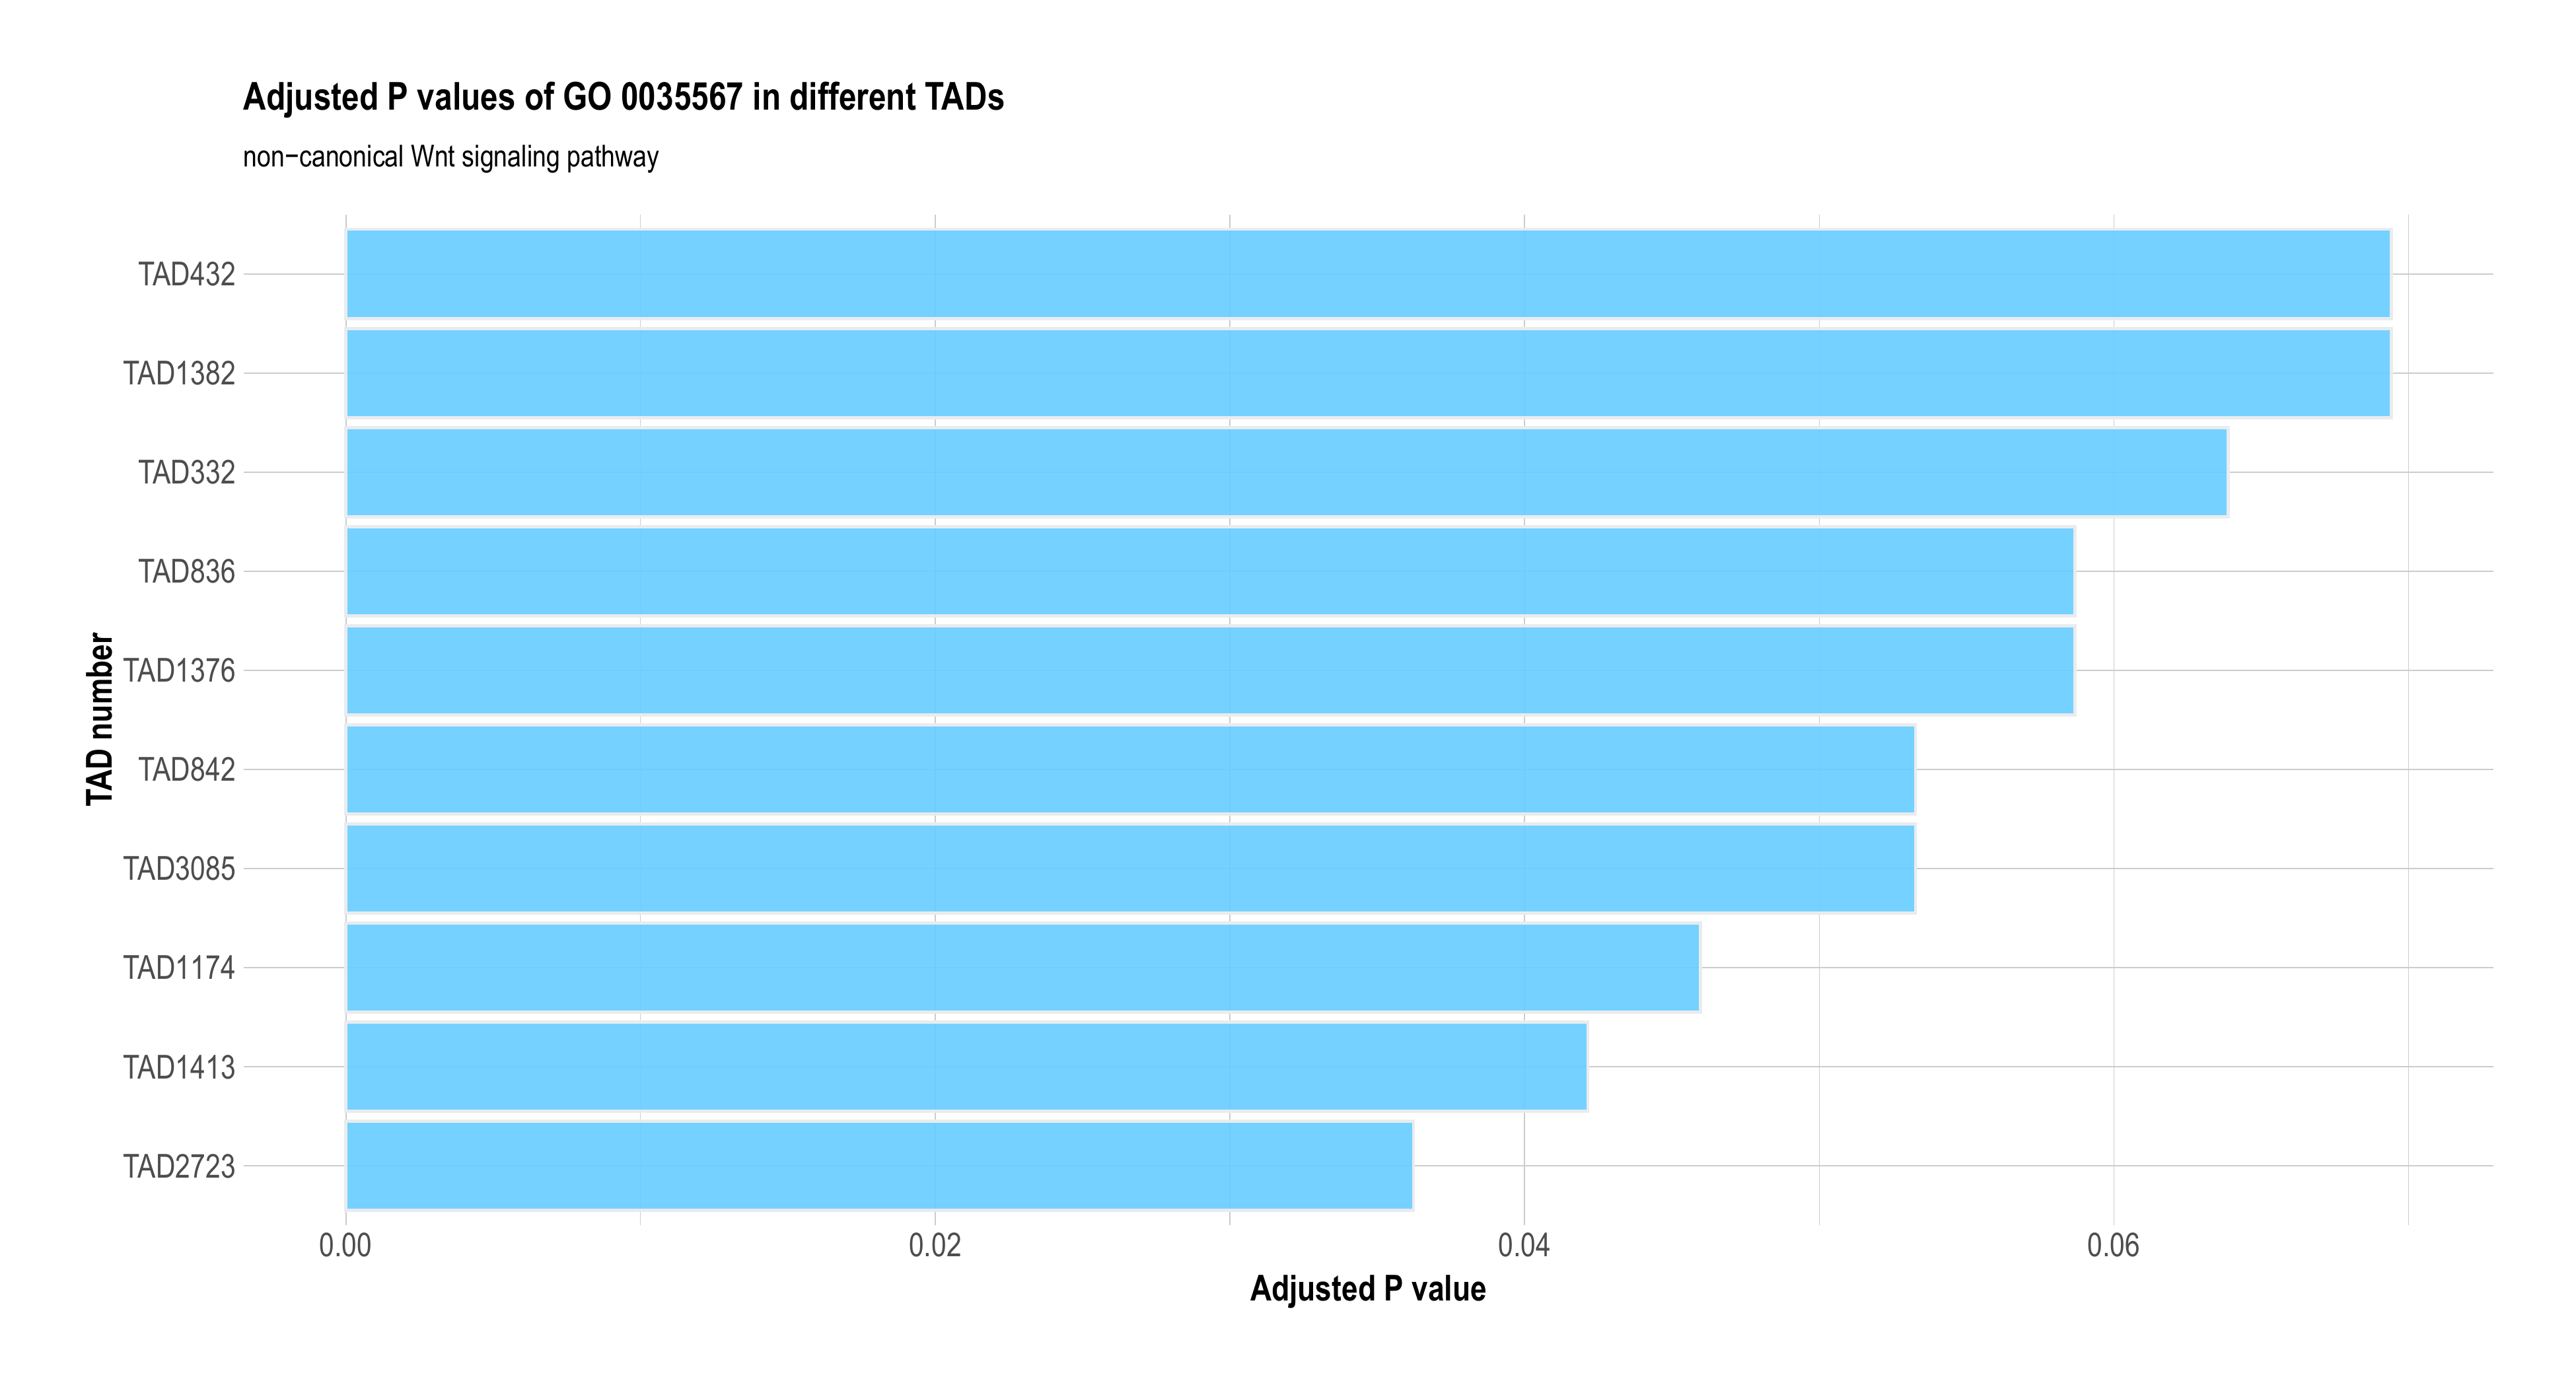 Adjusted P values of GO 0035567 in different TADs
non−canonical Wnt signaling pathway
TAD number
TAD432
TAD1382
TAD332
TAD836
TAD1376
TAD842
TAD3085
TAD1174
TAD1413
TAD2723
0.00 0.02 0.04 0.06
Adjusted P value